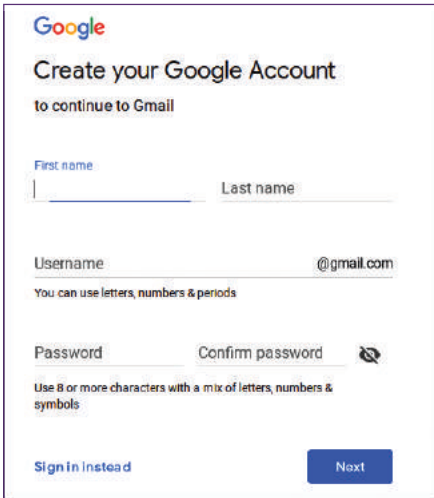 Google
Create your Google Account
to continue to Gmail
First name
Last name
Username @gmail.com
You can use letters, numbers & periods
Password Confirm password
Use 8 or more characters with a mix of letters, numbers &
symbols
Sign in instead Next